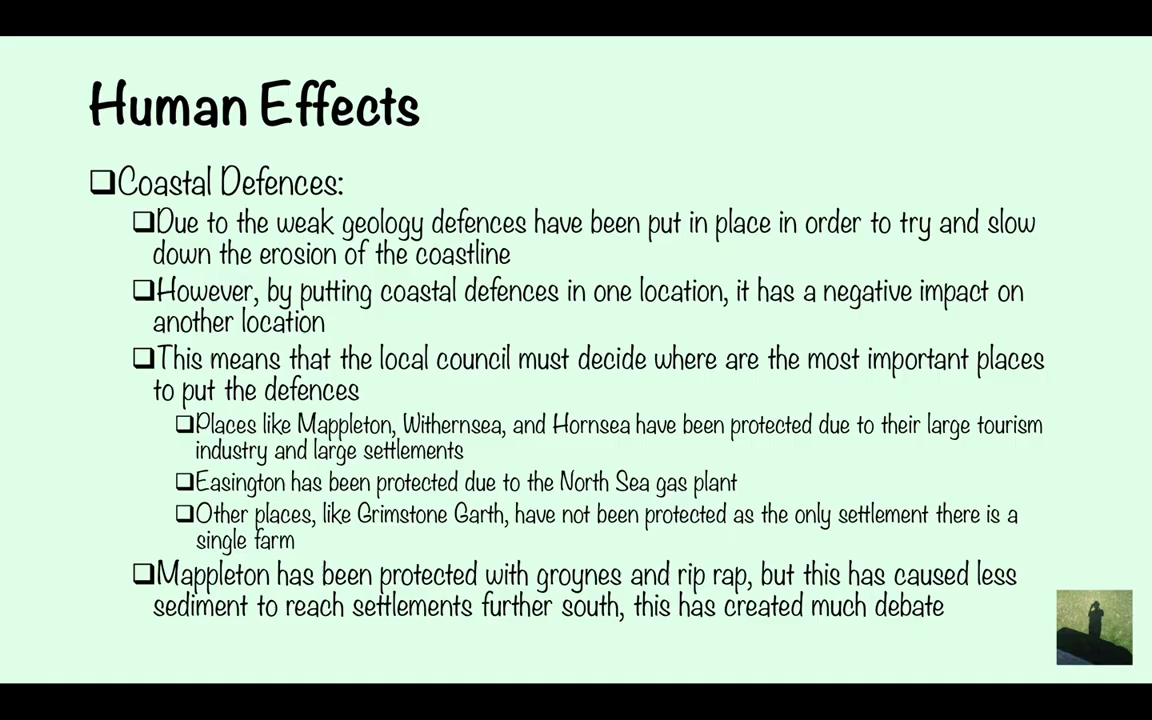 Human Effects
❑Coastal Defences:
❑Due to the weak geology defences have been put in place in order to try and slow
down the erosion of the coastline
❑However, by putting coastal defences in one location, it has a negative impact on
another location
❑This means that the local council must decide where are the most important places
to put the defences
❑Places like Mappleton, Withernsea, and Hornsea have been protected due to their large tourism
industry and large settlements
❑Easington has been protected due to the North Sea gas plant
❑Other places, like Grimstone Garth, have not been protected as the only settlement there is a
single farm
❑Mappleton has been protected with groynes and rip rap, but this has caused less
sediment to reach settlements further south, this has created much debate